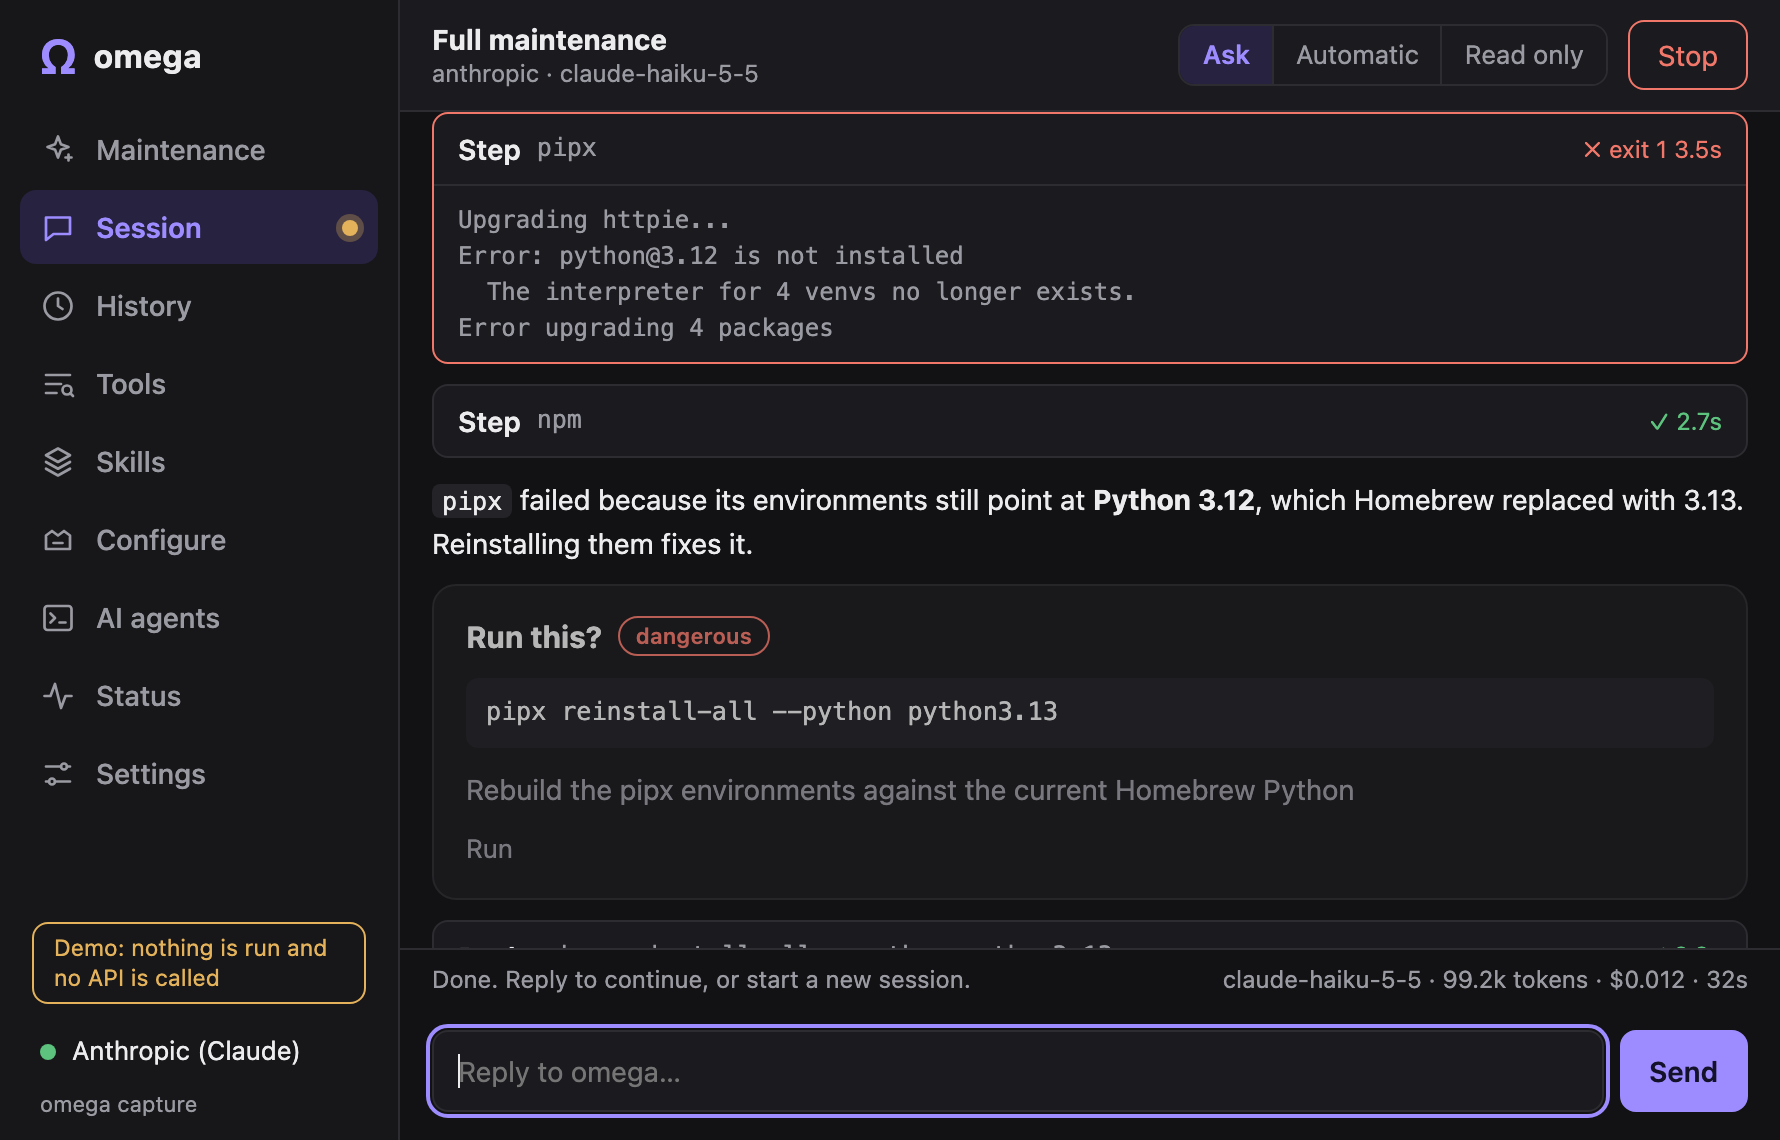 Ω omega
Maintenance
Session
History
Tools
Skills
Configure
AI agents
Status
Settings
Demo: nothing is run and
no API is called
Anthropic (Claude)
omega capture
Full maintenance
anthropic · claude-haiku-5-5
Ask
Automatic
Read only
Stop
Step pipx
✕ exit 1 3.5s
Upgrading httpie...
Error: python@3.12 is not installed
The interpreter for 4 venvs no longer exists.
Error upgrading 4 packages
Step npm
✓ 2.7s
pipx failed because its environments still point at Python 3.12, which Homebrew replaced with 3.13.
Reinstalling them fixes it.
Run this? dangerous
pipx reinstall-all --python python3.13
Rebuild the pipx environments against the current Homebrew Python
Run
Done. Reply to continue, or start a new session.
claude-haiku-5-5 · 99.2k tokens · $0.012 · 32s
Reply to omega...
Send